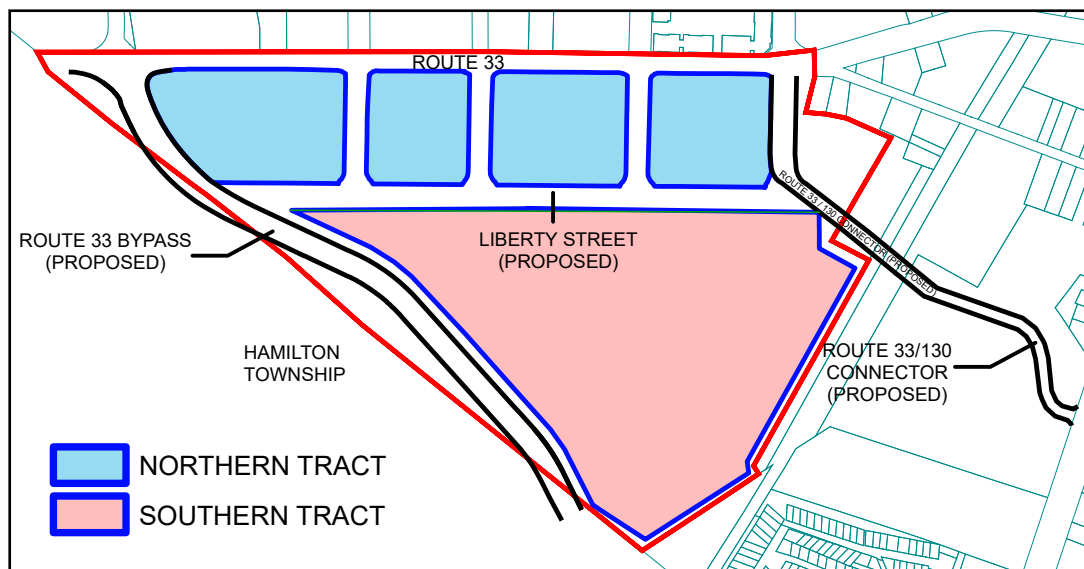 ROUTE 33
ROUTE 33 / 130 CONNECTOR (PROPOSED)
ROUTE 33 BYPASS
(PROPOSED)
LIBERTY STREET
(PROPOSED)
HAMILTON
TOWNSHIP
ROUTE 33/130
CONNECTOR
(PROPOSED)
NORTHERN TRACT
SOUTHERN TRACT